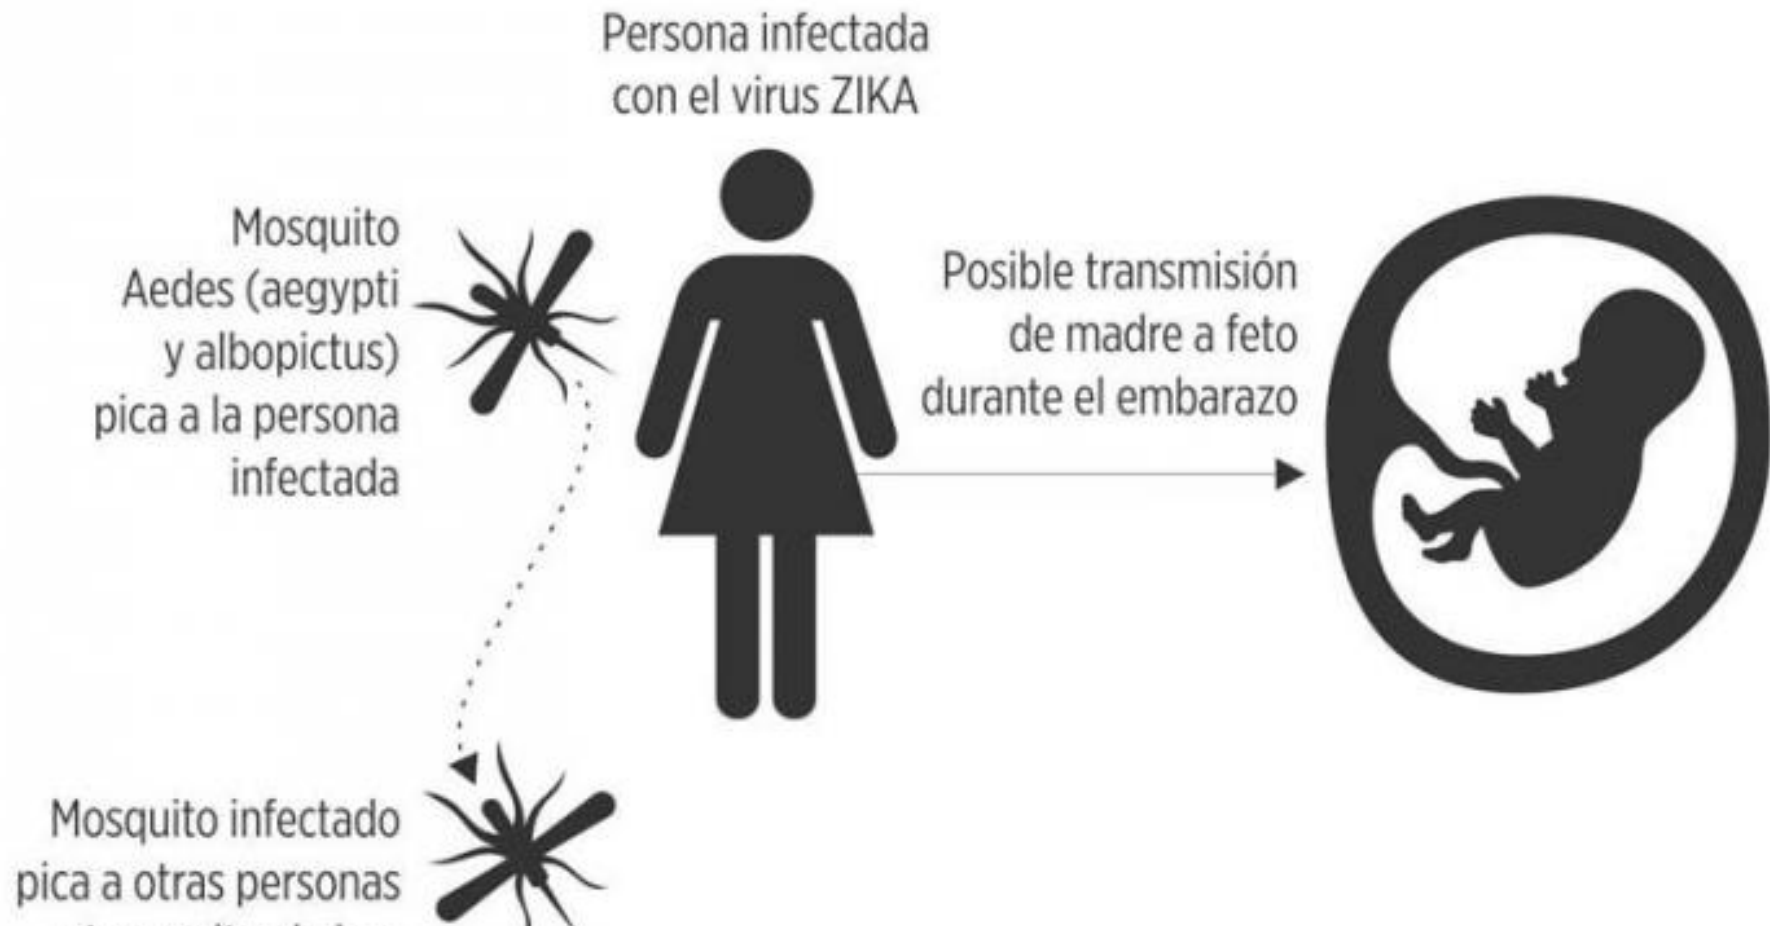 Persona infectada
con el virus ZIKA
Mosquito
Aedes (aegypti
y albopictus)
pica a la persona
infectada
Posible transmisión
de madre a feto
durante el embarazo
Mosquito infectado
pica a otras personas